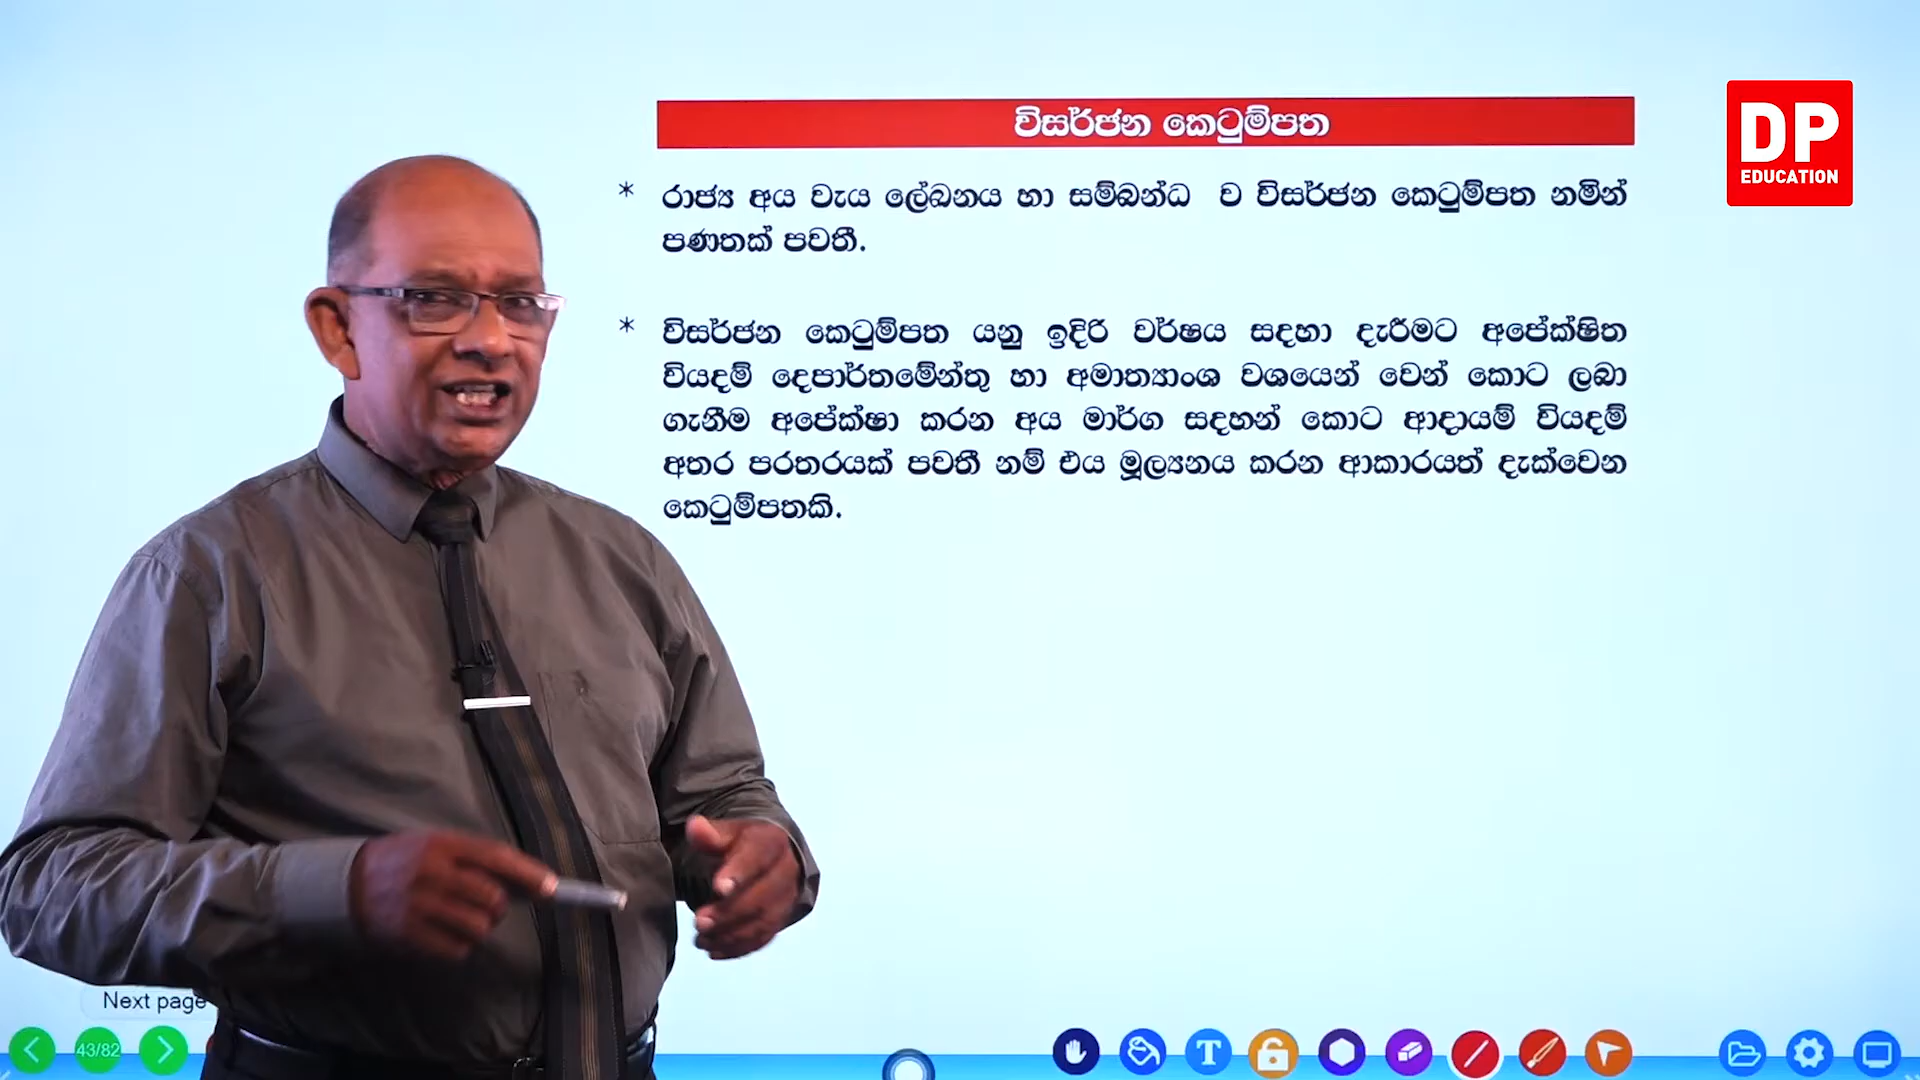 විසර්ජන කෙටුම්පත
DP
EDUCATION
* රාජ්‍ය අය වැය ලේඛනය හා සම්බන්ධ ව විසර්ජන කෙටුම්පත නමින්
පණතක් පවතී.
* විසර්ජන කෙටුම්පත යනු ඉදිරි වර්ෂය සඳහා දැරීමට අපේක්ෂිත
වියදම් දෙපාර්තමේන්තු හා අමාත්‍යාංශ වශයෙන් වෙන් කොට ලබා
ගැනීම අපේක්ෂා කරන අය මාර්ග සදහන් කොට ආදායම් වියදම්
අතර පරතරයක් පවතී නම් එය මූල්‍යනය කරන ආකාරයත් දැක්වෙන
කෙටුම්පතකි.
Next page
43/82
T